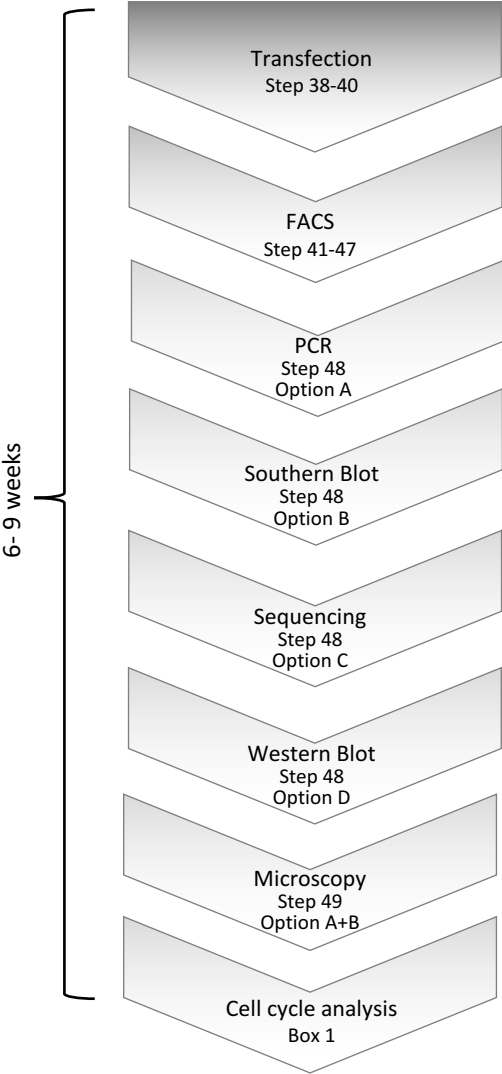 6- 9 weeks
Transfection
Step 38-40
FACS
Step 41-47
PCR
Step 48
Option A
Southern Blot
Step 48
Option B
Sequencing
Step 48
Option C
Western Blot
Step 48
Option D
Microscopy
Step 49
Option A+B
Cell cycle analysis
Box 1